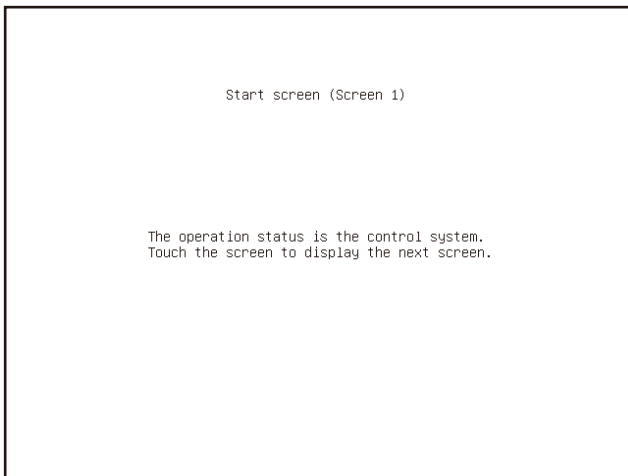 Start screen (Screen 1)
The operation status is the control system.
Touch the screen to display the next screen.